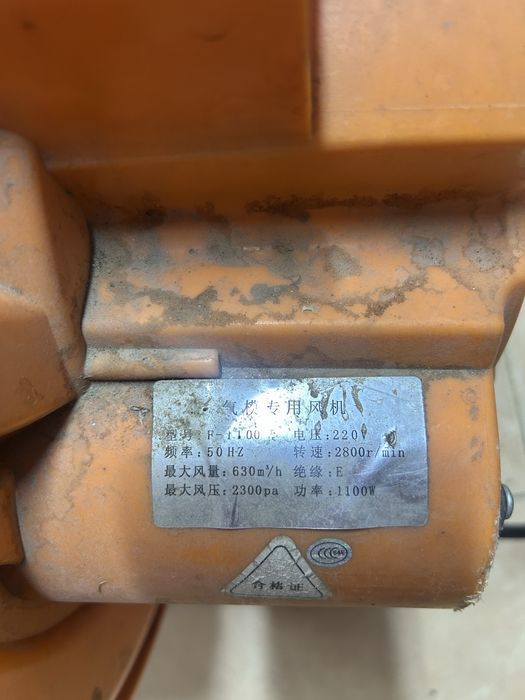 气模专用风机
型号: F-1100 电压:220V
频率:50HZ 转速:2800r/min
最大风量:630m³/h 绝缘:E
最大风压:2300pa 功率:1100W
CCC
合格证